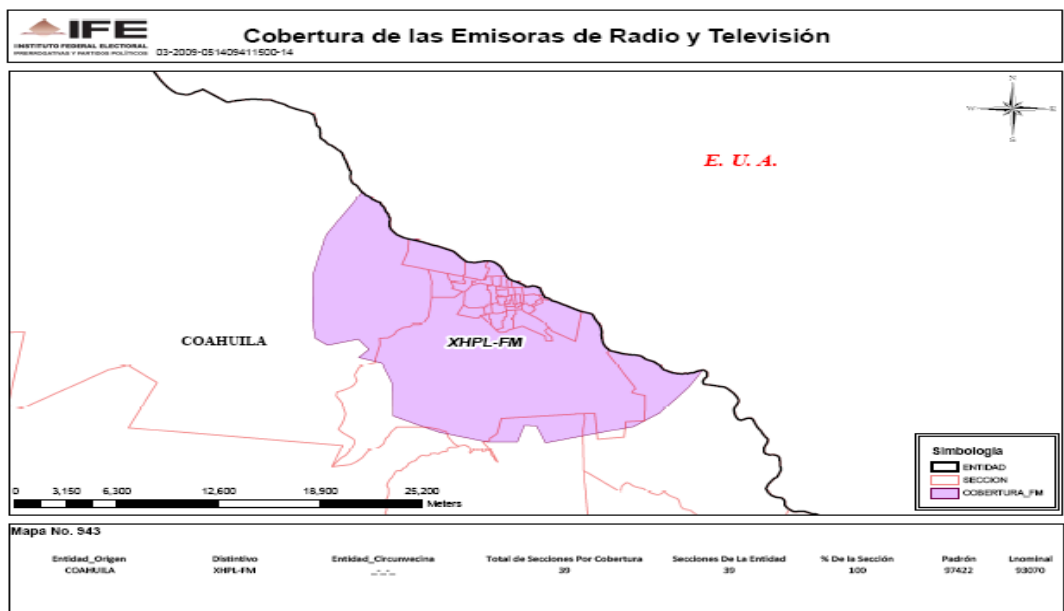 IFE
INSTITUTO FEDERAL ELECTORAL
PRERROGATIVAS Y PARTIDOS POLÍTICOS
03-2009-051409411500-14
Cobertura de las Emisoras de Radio y Televisión
N
W E
S
E. U. A.
COAHUILA
XHPL-FM
Simbología
ENTIDAD
SECCION
COBERTURA_FM
0 3,150 6,300 12,600 18,900 25,200
Meters
Mapa No. 943
Entidad_Origen Distintivo Entidad_Circunvecina Total de Secciones Por Cobertura Secciones De La Entidad % De la Sección Padrón Lnominal
COAHUILA XHPL-FM _-_-_ 39 39 100 97422 93070